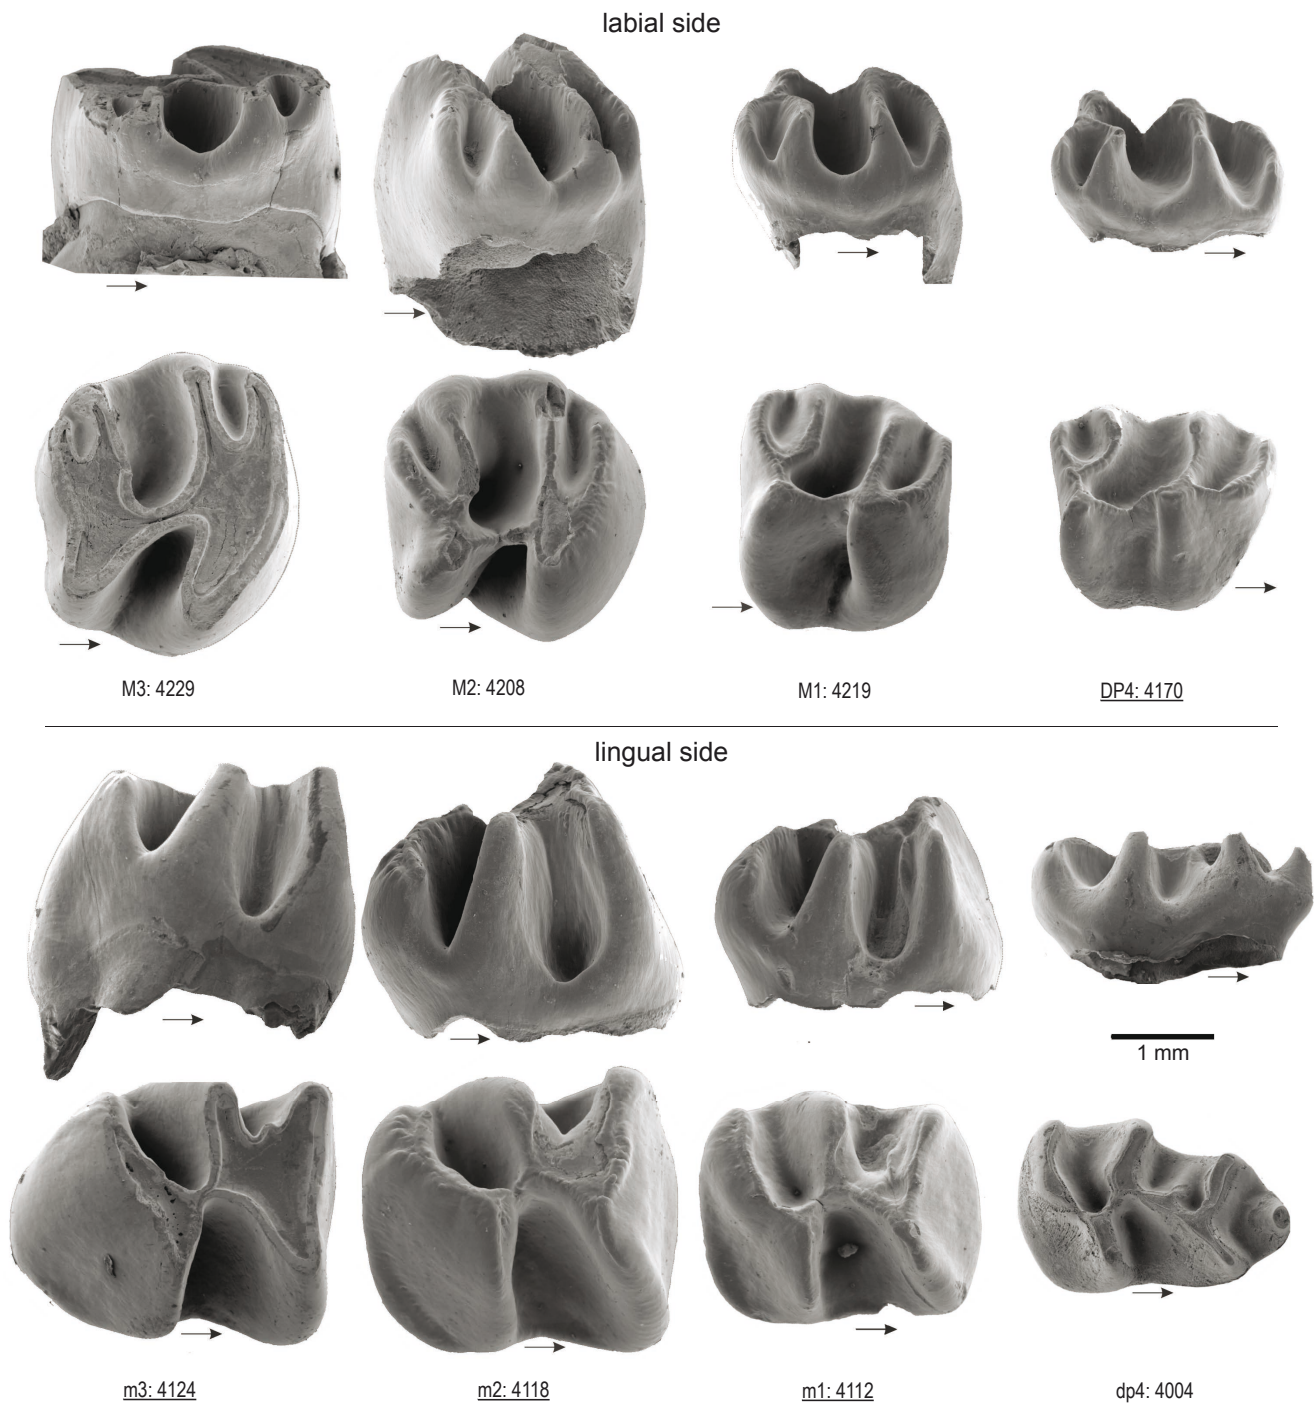 labial side
M3: 4229
M2: 4208
M1: 4219
DP4: 4170
lingual side
1 mm
m3: 4124
m2: 4118
m1: 4112
dp4: 4004